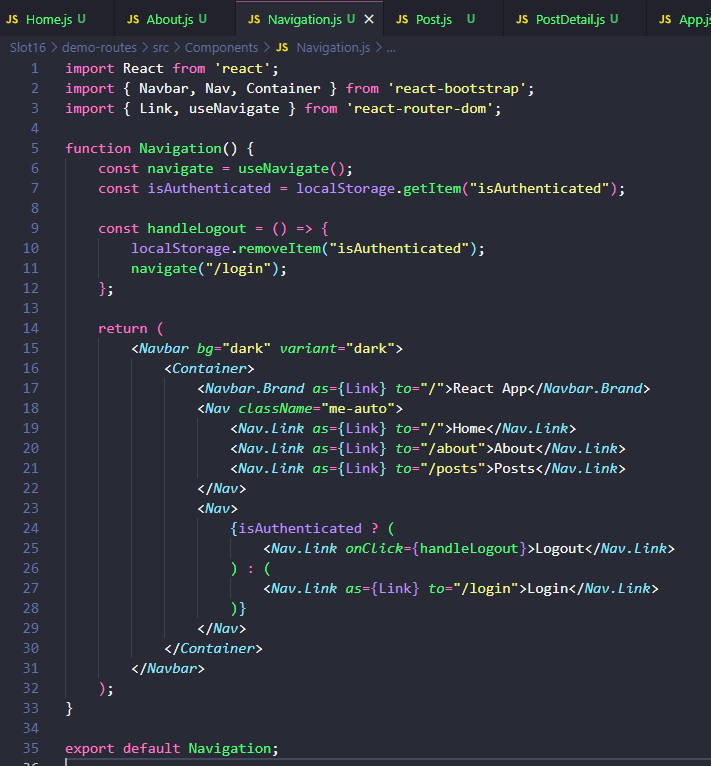 JS Home.js U JS About.js U JS Navigation.js U × JS Post.js U JS PostDetail.js U JS App.js
Slot16 > demo-routes > src > Components > JS Navigation.js > ...
1 import React from 'react';
2 import { Navbar, Nav, Container } from 'react-bootstrap';
3 import { Link, useNavigate } from 'react-router-dom';
4
5 function Navigation() {
6     const navigate = useNavigate();
7     const isAuthenticated = localStorage.getItem("isAuthenticated");
8
9     const handleLogout = () => {
10         localStorage.removeItem("isAuthenticated");
11         navigate("/login");
12     };
13
14     return (
15         <Navbar bg="dark" variant="dark">
16             <Container>
17                 <Navbar.Brand as={Link} to="/">React App</Navbar.Brand>
18                 <Nav className="me-auto">
19                     <Nav.Link as={Link} to="/">Home</Nav.Link>
20                     <Nav.Link as={Link} to="/about">About</Nav.Link>
21                     <Nav.Link as={Link} to="/posts">Posts</Nav.Link>
22                 </Nav>
23                 <Nav>
24                     {isAuthenticated ? (
25                         <Nav.Link onClick={handleLogout}>Logout</Nav.Link>
26                     ) : (
27                         <Nav.Link as={Link} to="/login">Login</Nav.Link>
28                     )}
29                 </Nav>
30             </Container>
31         </Navbar>
32     );
33 }
34
35 export default Navigation;
36